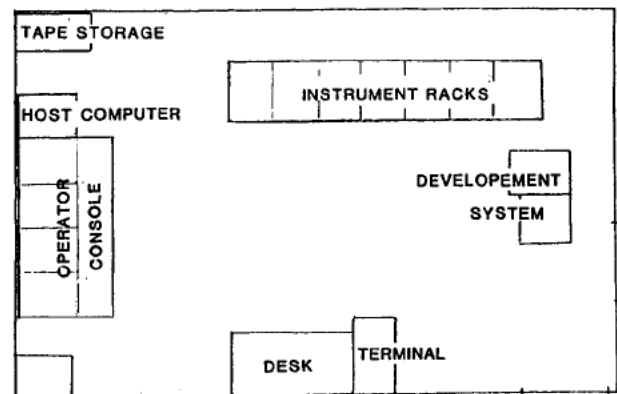 TAPE STORAGE
INSTRUMENT RACKS
HOST COMPUTER
OPERATOR
CONSOLE
DEVELOPEMENT
SYSTEM
DESK
TERMINAL